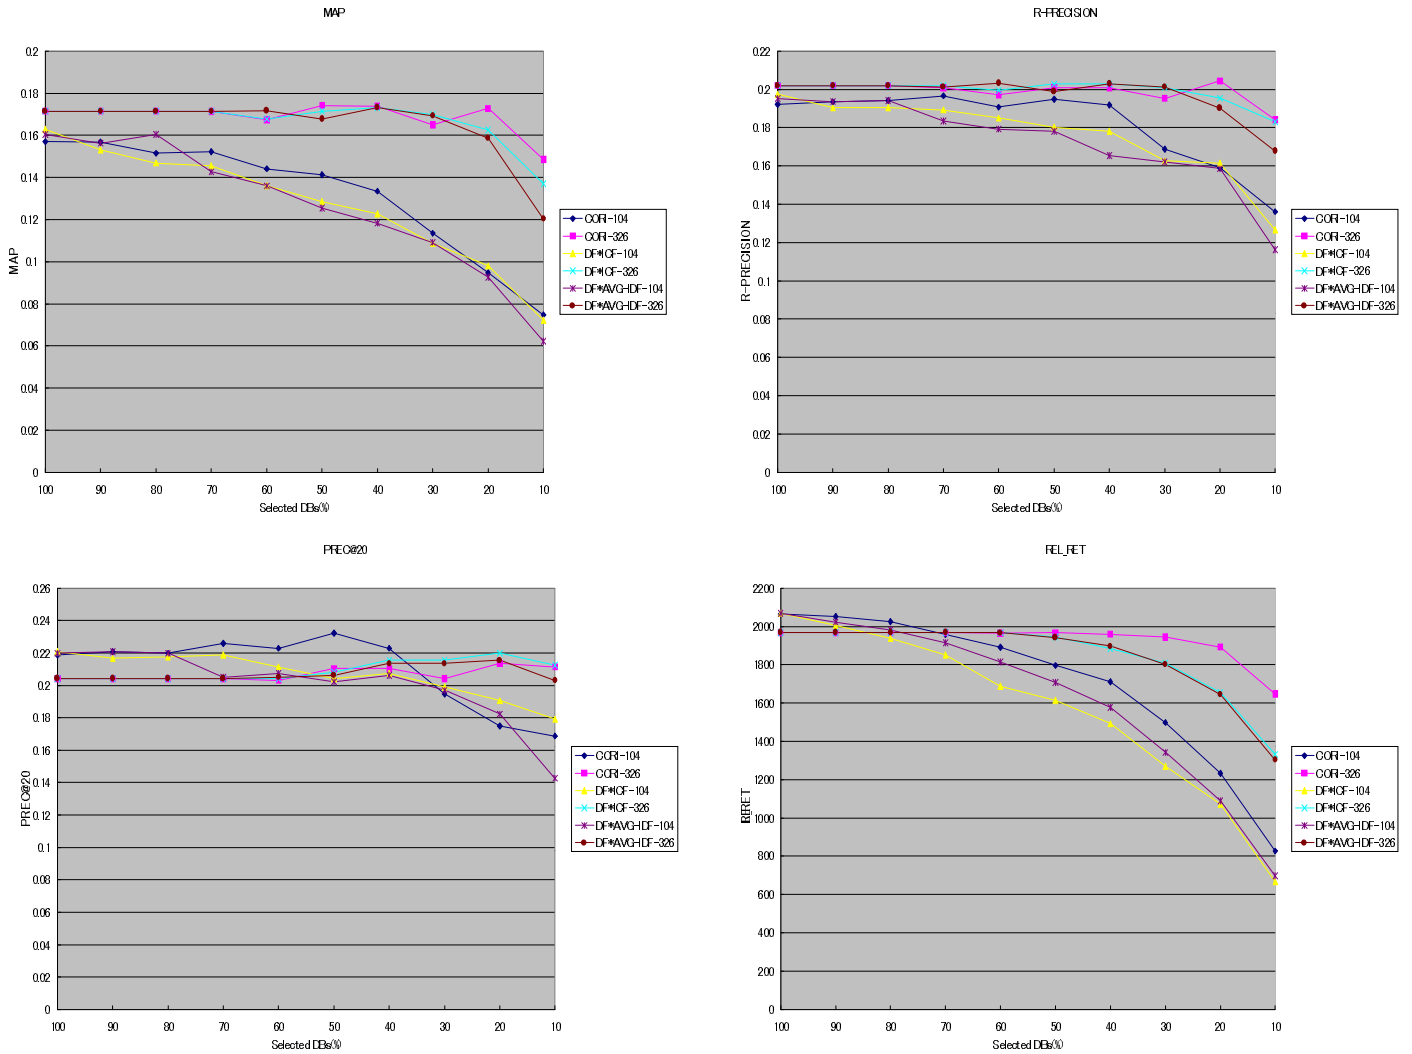 MAP
0.2
0.18
0.16
0.14
0.12
0.1
0.08
0.06
0.04
0.02
0
MAP
100 90 80 70 60 50 40 30 20 10
Selected DBs(%)
CORI-104
CORI-326
DF*ICF-104
DF*ICF-326
DF*AVG-IDF-104
DF*AVG-IDF-326
R-PRECISION
0.22
0.2
0.18
0.16
0.14
0.12
0.1
0.08
0.06
0.04
0.02
0
R-PRECISION
100 90 80 70 60 50 40 30 20 10
Selected DBs(%)
CORI-104
CORI-326
DF*ICF-104
DF*ICF-326
DF*AVG-IDF-104
DF*AVG-IDF-326
PREC@20
0.26
0.24
0.22
0.2
0.18
0.16
0.14
0.12
0.1
0.08
0.06
0.04
0.02
0
PREC@20
100 90 80 70 60 50 40 30 20 10
Selected DBs(%)
CORI-104
CORI-326
DF*ICF-104
DF*ICF-326
DF*AVG-IDF-104
DF*AVG-IDF-326
REL_RET
2200
2000
1800
1600
1400
1200
1000
800
600
400
200
0
100 90 80 70 60 50 40 30 20 10
Selected DBs(%)
CORI-104
CORI-326
DF*ICF-104
DF*ICF-326
DF*AVG-IDF-104
DF*AVG-IDF-326